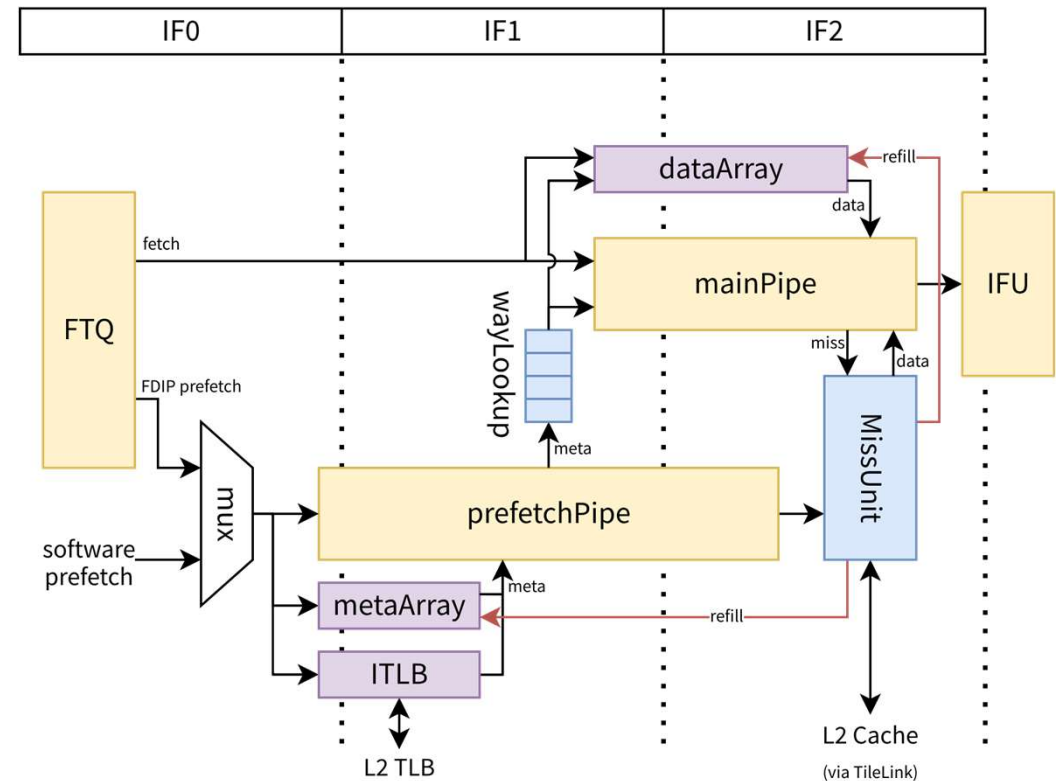 IF0
IF1
IF2
dataArray
refill
data
fetch
mainPipe
IFU
FTQ
wayLookup
miss
data
FDIP prefetch
meta
MissUnit
mux
prefetchPipe
software
prefetch
meta
metaArray
refill
ITLB
L2 TLB
L2 Cache
(via TileLink)